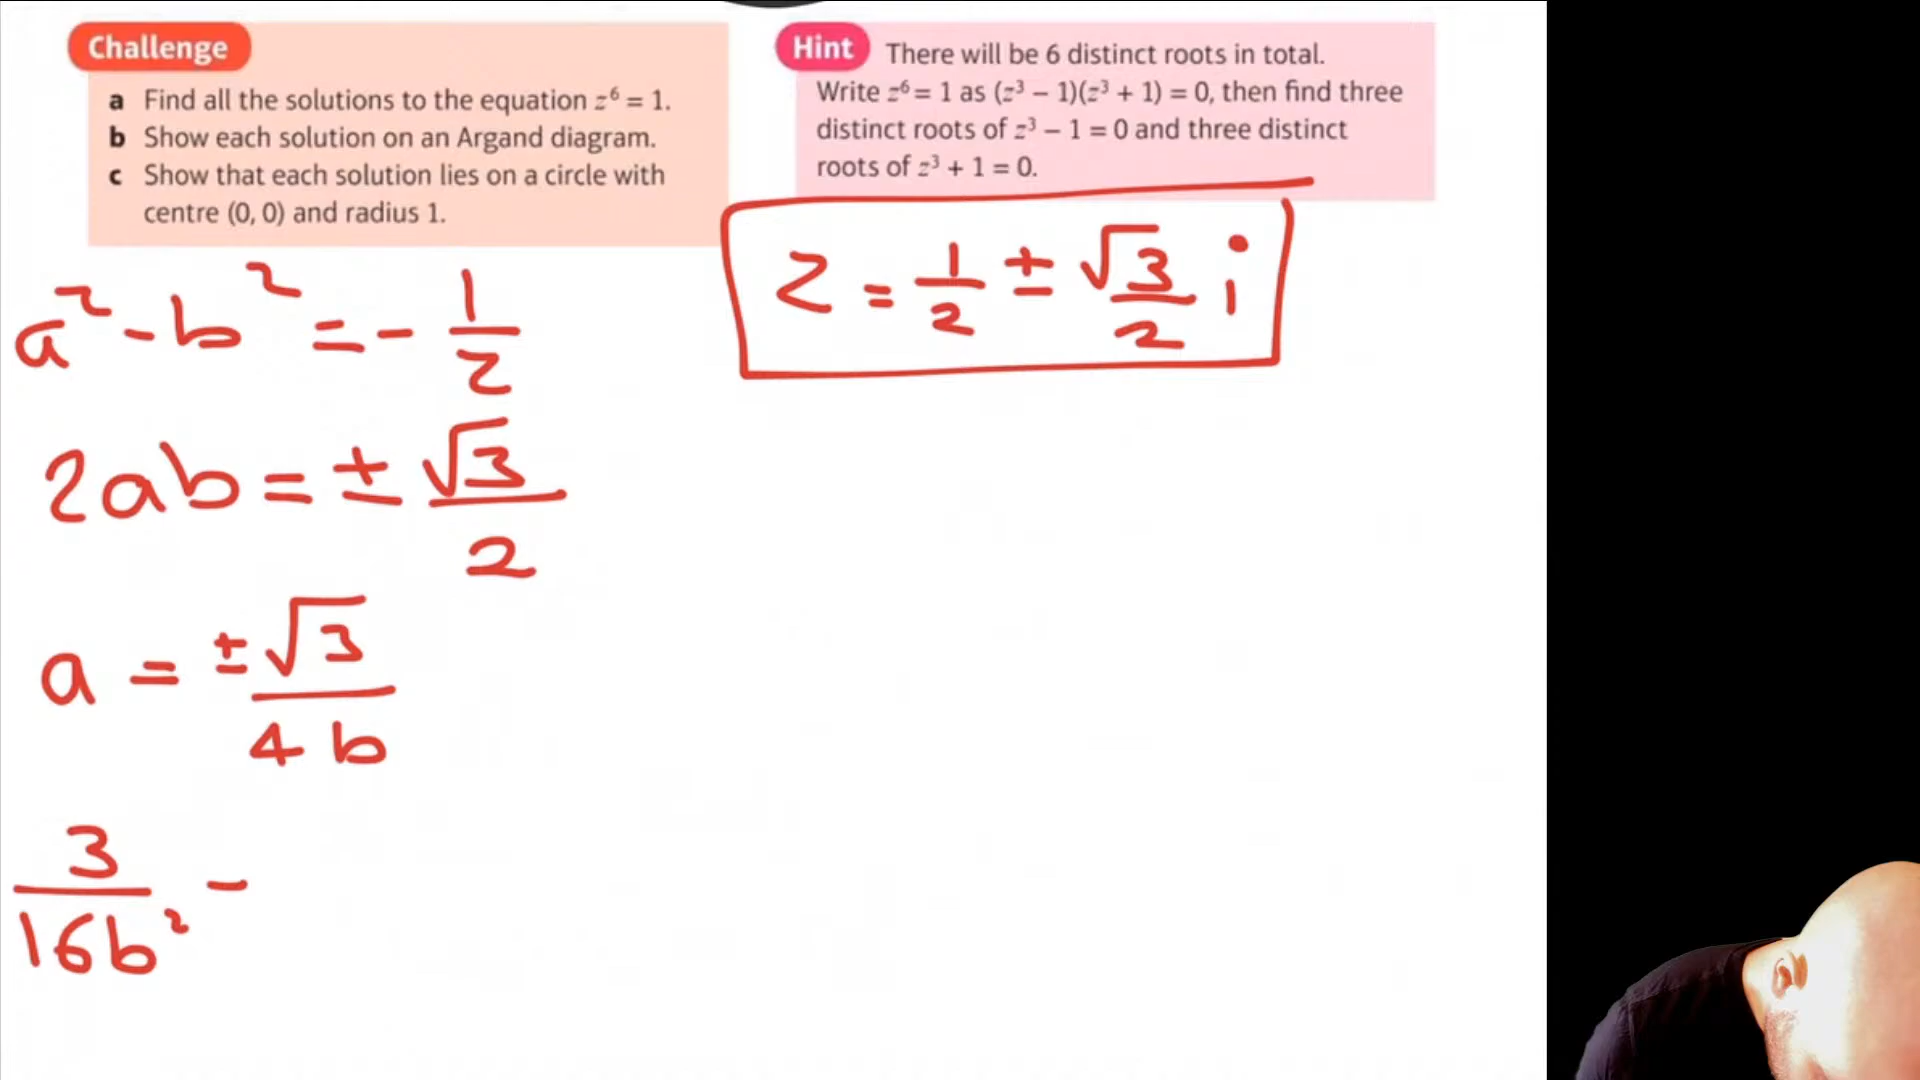 Challenge
a Find all the solutions to the equation z⁶ = 1.
b Show each solution on an Argand diagram.
c Show that each solution lies on a circle with
centre (0, 0) and radius 1.
Hint There will be 6 distinct roots in total.
Write z⁶ = 1 as (z³ − 1)(z³ + 1) = 0, then find three
distinct roots of z³ − 1 = 0 and three distinct
roots of z³ + 1 = 0.
z = 1/2 ± √3/2 i
a² - b² = - 1/2
2ab = ± √3/2
a = ±√3/4b
3/16b² -